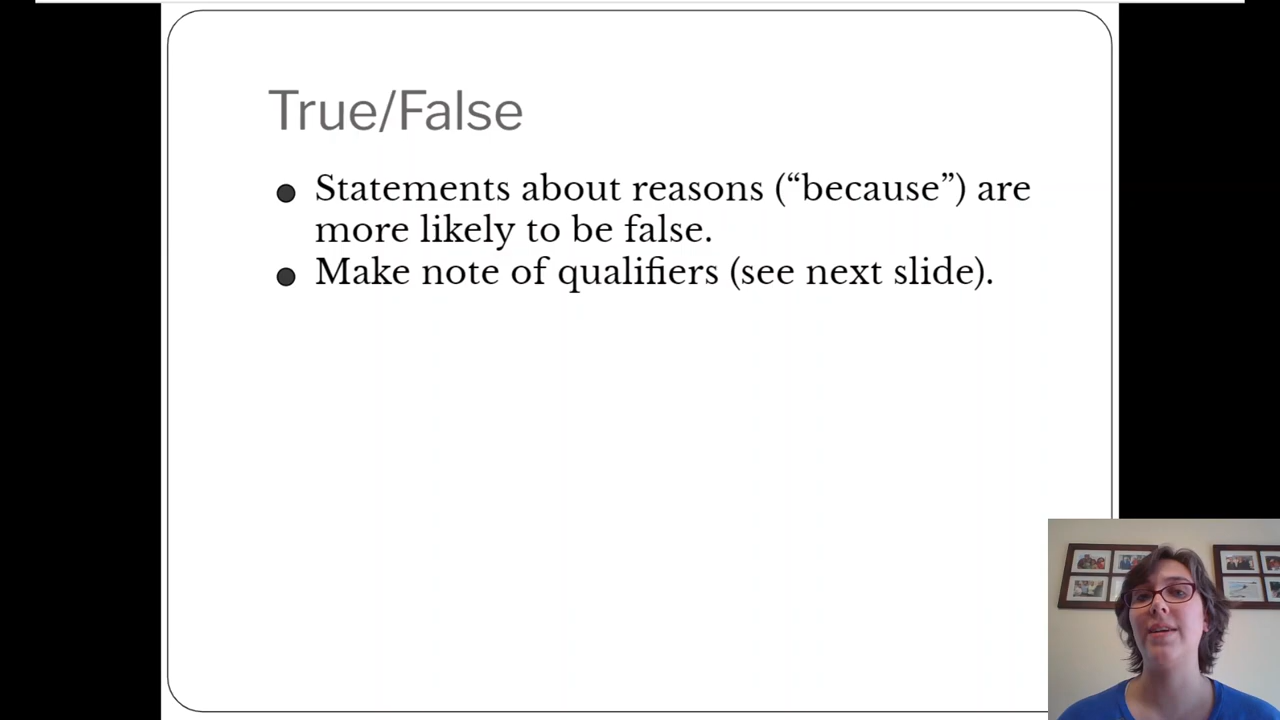 True/False
● Statements about reasons (“because”) are
more likely to be false.
● Make note of qualifiers (see next slide).